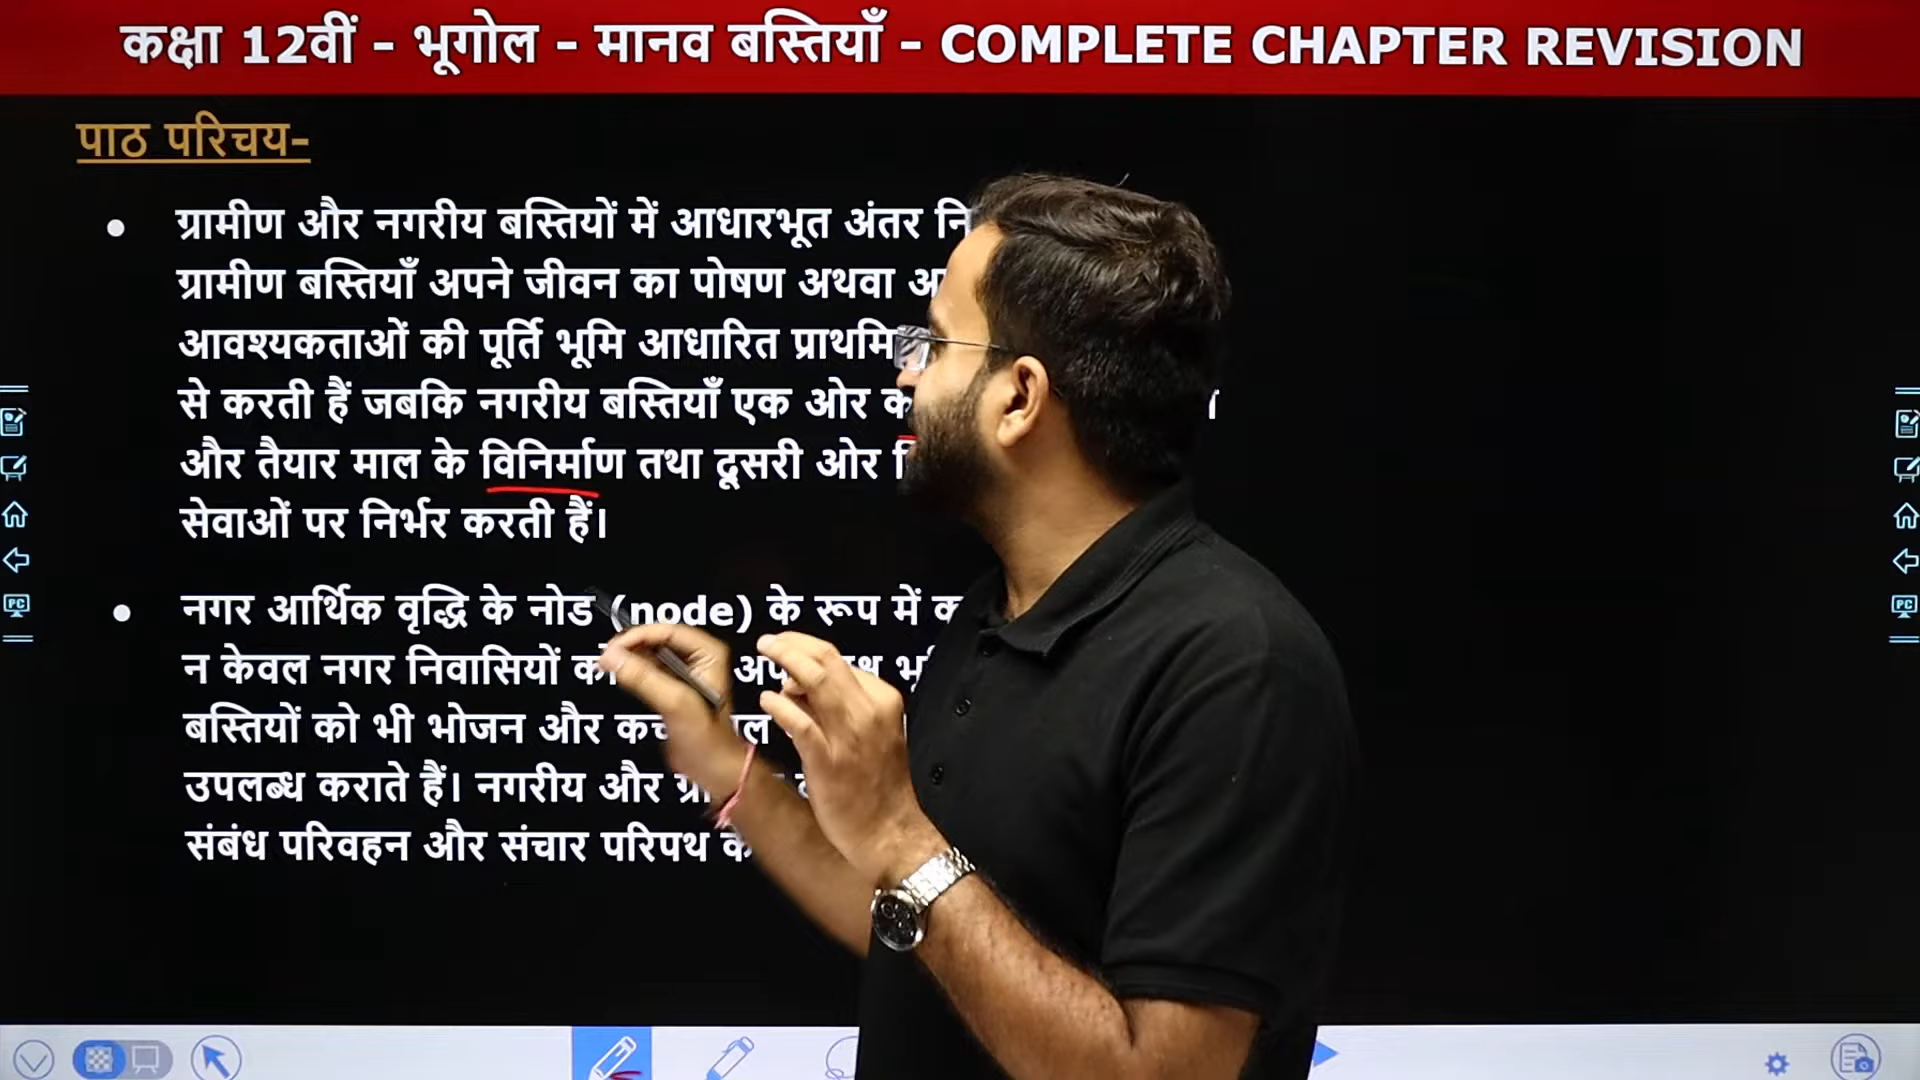 कक्षा 12वीं - भूगोल - मानव बस्तियाँ - COMPLETE CHAPTER REVISION
पाठ परिचय-
ग्रामीण और नगरीय बस्तियों में आधारभूत अंतर
ग्रामीण बस्तियाँ अपने जीवन का पोषण अथवा
आवश्यकताओं की पूर्ति भूमि आधारित
से करती हैं जबकि नगरीय बस्तियाँ एक ओर
और तैयार माल के विनिर्माण तथा दूसरी ओर
सेवाओं पर निर्भर करती हैं।
नगर आर्थिक वृद्धि के नोड (node) के रूप में
न केवल नगर निवासियों को
बस्तियों को भी भोजन और
उपलब्ध कराते हैं। नगरीय और
संबंध परिवहन और संचार परिपथ
PC
PC